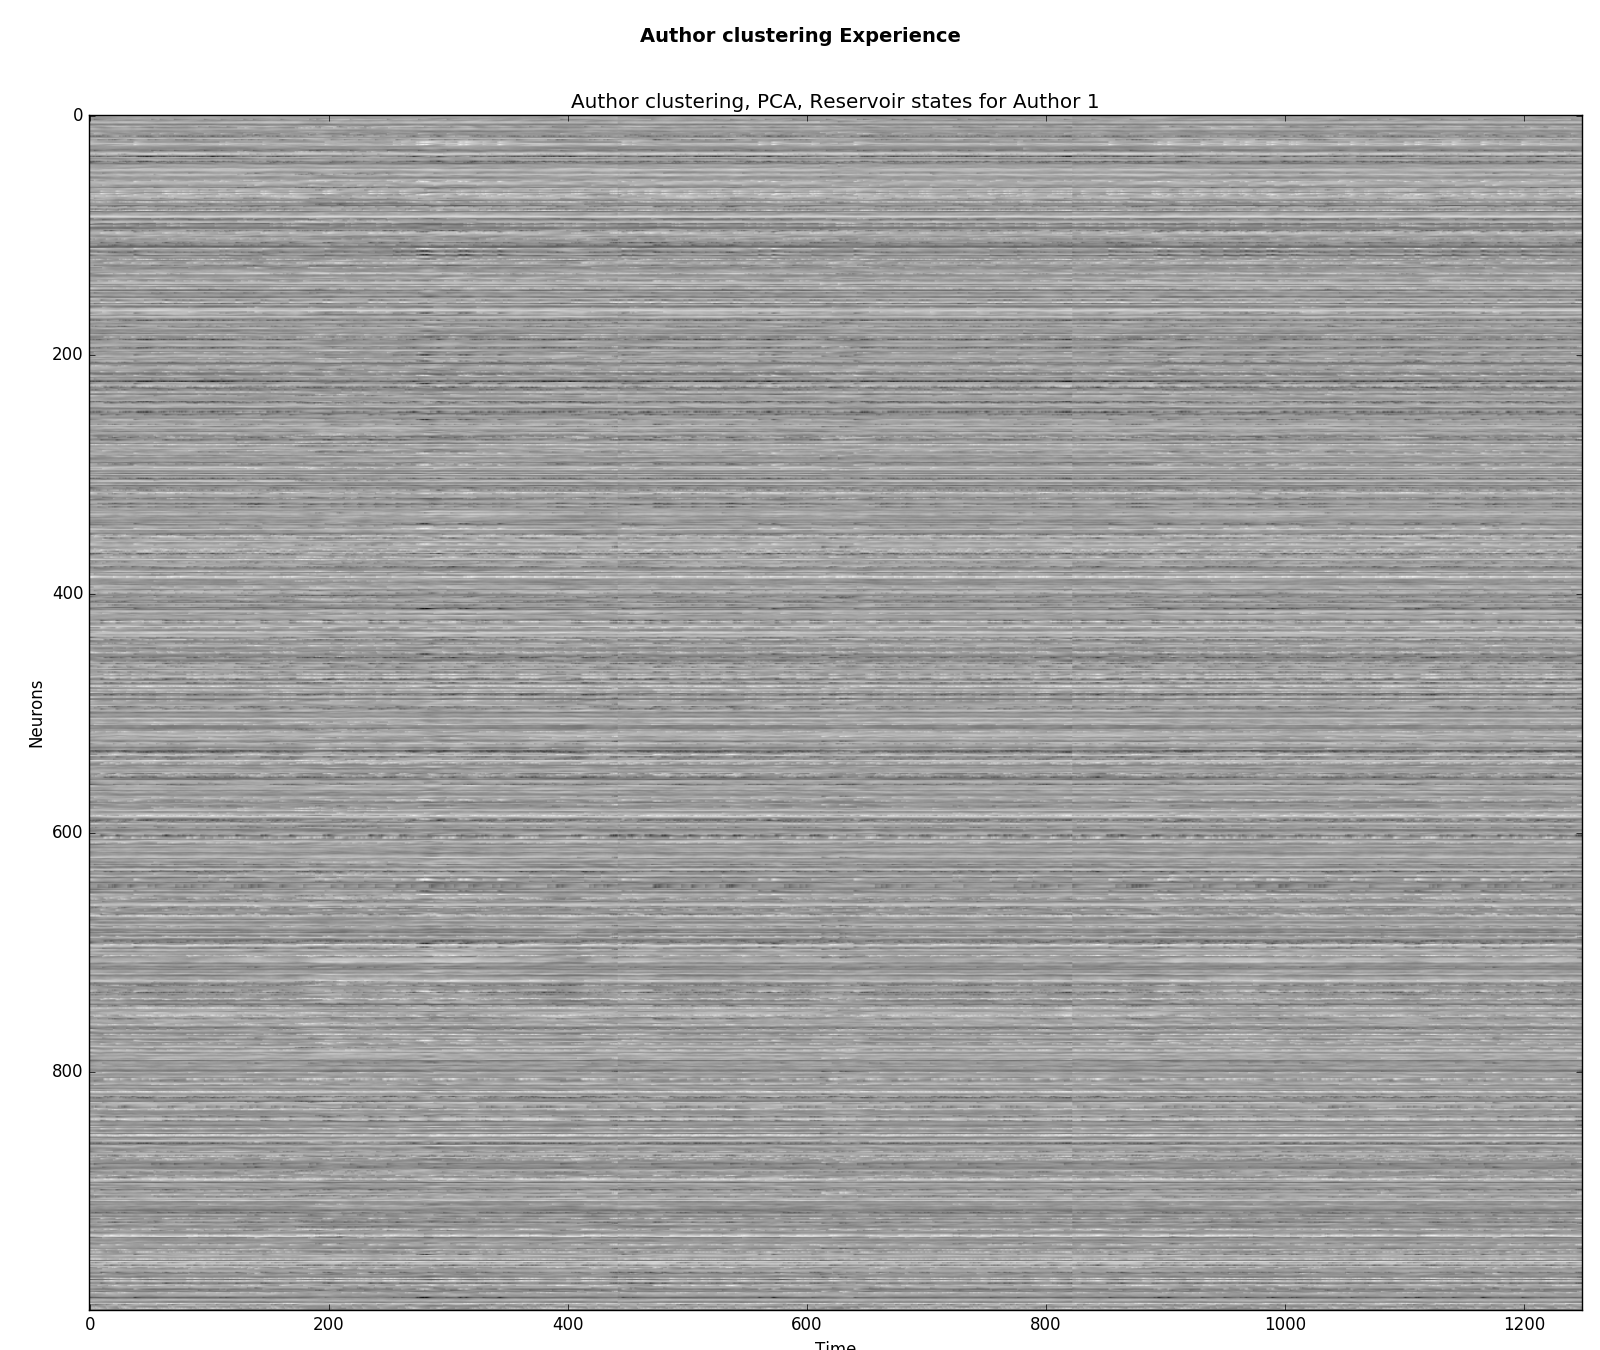 Author clustering Experience
Author clustering, PCA, Reservoir states for Author 1
0
200
400
600
800
Neurons
0 200 400 600 800 1000 1200
Time